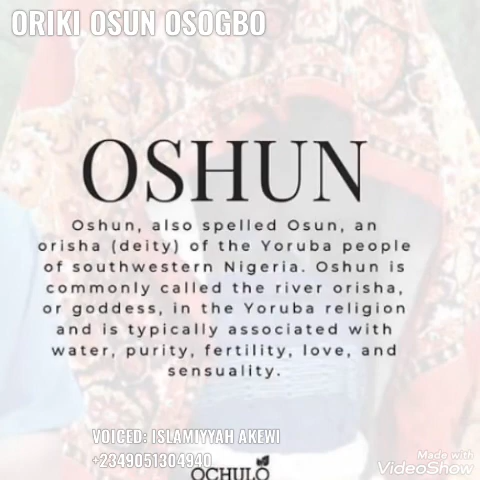 ORIKI OSUN OSOGBO
OSHUN
Oshun, also spelled Osun, an
orisha (deity) of the Yoruba people
of southwestern Nigeria. Oshun is
commonly called the river orisha,
or goddess, in the Yoruba religion
and is typically associated with
water, purity, fertility, love, and
sensuality.
VOICED: ISLAMIYYAH AKEWI
+2349051304940
OCHULO
Made with
VideoShow